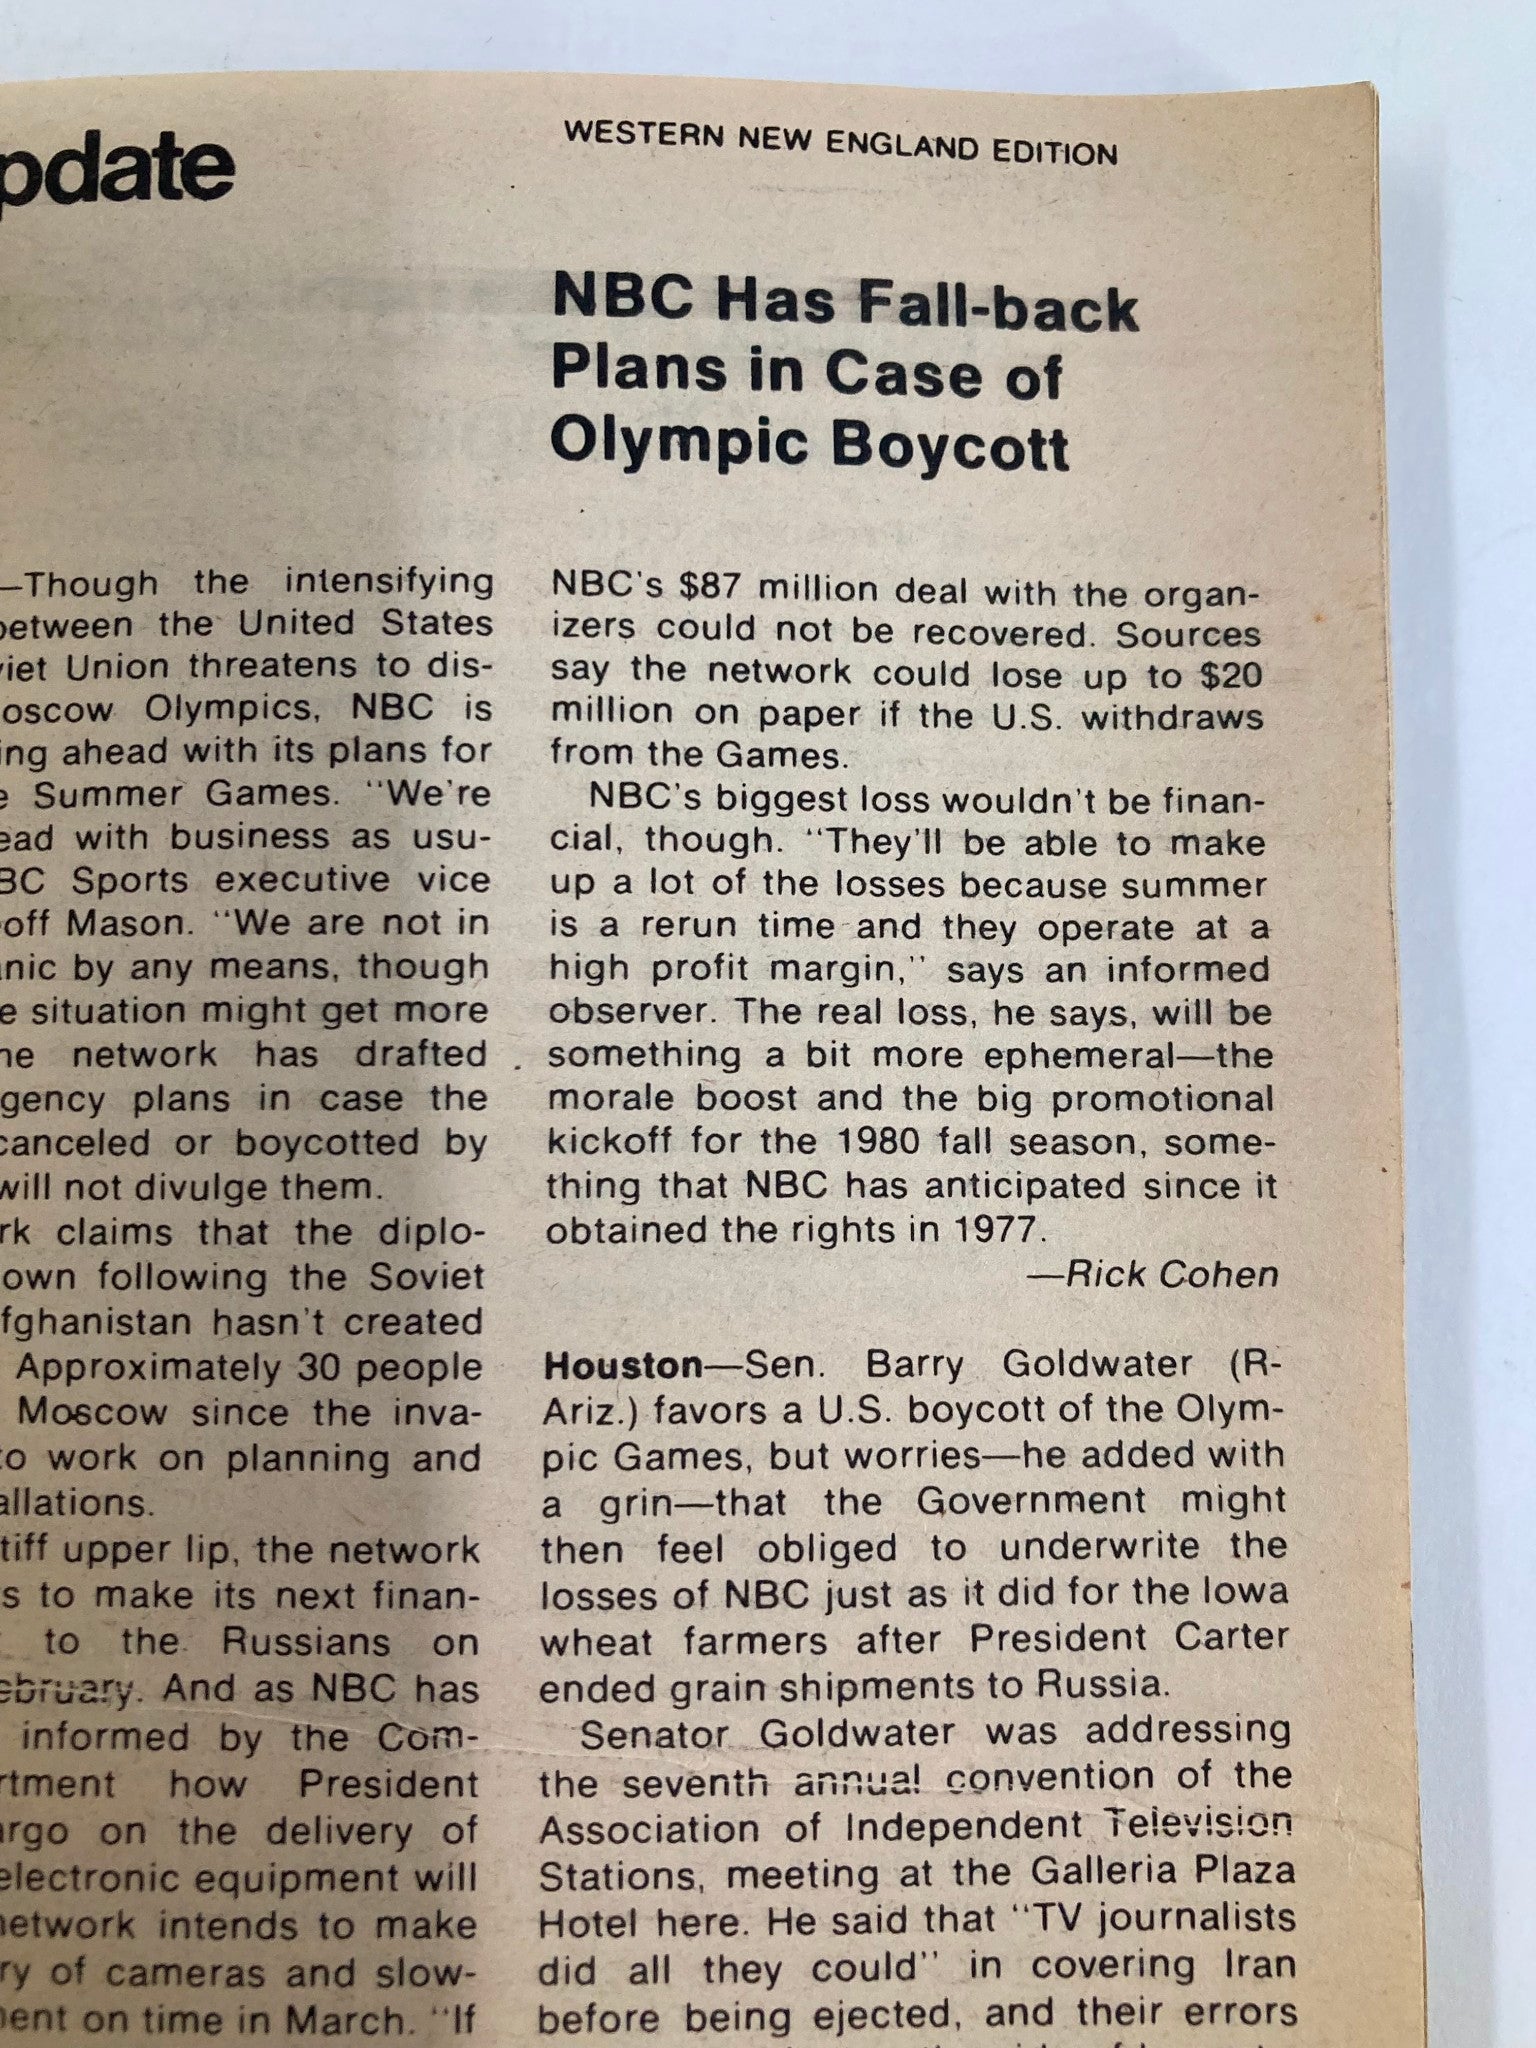 pdate
WESTERN NEW ENGLAND EDITION
NBC Has Fall-back
Plans in Case of
Olympic Boycott
—Though the intensifying
between the United States
viet Union threatens to dis-
oscow Olympics, NBC is
ing ahead with its plans for
e Summer Games. "We're
ead with business as usu-
BC Sports executive vice
off Mason. "We are not in
anic by any means, though
e situation might get more
he network has drafted
gency plans in case the
canceled or boycotted by
will not divulge them.
rk claims that the diplo-
own following the Soviet
fghanistan hasn't created
Approximately 30 people
Moscow since the inva-
to work on planning and
allations.
tiff upper lip, the network
s to make its next finan-
to the Russians on
ebruary. And as NBC has
informed by the Com-
rtment how President
argo on the delivery of
electronic equipment will
network intends to make
ry of cameras and slow-
ent on time in March. "If
NBC's $87 million deal with the organ-
izers could not be recovered. Sources
say the network could lose up to $20
million on paper if the U.S. withdraws
from the Games.
NBC's biggest loss wouldn't be finan-
cial, though. "They'll be able to make
up a lot of the losses because summer
is a rerun time and they operate at a
high profit margin," says an informed
observer. The real loss, he says, will be
something a bit more ephemeral—the
morale boost and the big promotional
kickoff for the 1980 fall season, some-
thing that NBC has anticipated since it
obtained the rights in 1977.
—Rick Cohen
Houston—Sen. Barry Goldwater (R-
Ariz.) favors a U.S. boycott of the Olym-
pic Games, but worries—he added with
a grin—that the Government might
then feel obliged to underwrite the
losses of NBC just as it did for the Iowa
wheat farmers after President Carter
ended grain shipments to Russia.
Senator Goldwater was addressing
the seventh annual convention of the
Association of Independent Television
Stations, meeting at the Galleria Plaza
Hotel here. He said that "TV journalists
did all they could" in covering Iran
before being ejected, and their errors